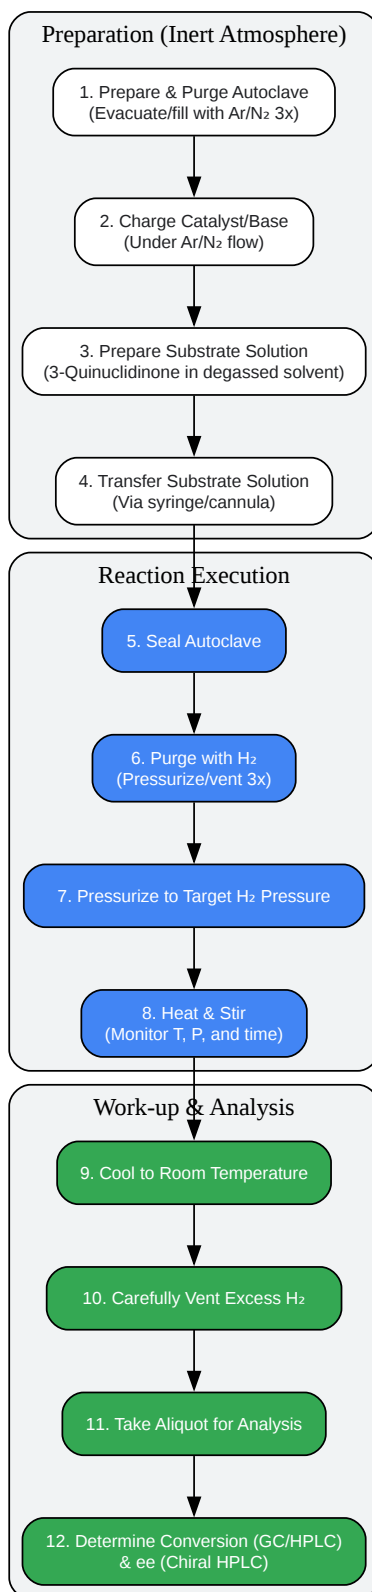 Preparation (Inert Atmosphere)
1. Prepare & Purge Autoclave
(Evacuate/fill with Ar/N₂ 3x)
2. Charge Catalyst/Base
(Under Ar/N₂ flow)
3. Prepare Substrate Solution
(3-Quinuclidinone in degassed solvent)
4. Transfer Substrate Solution
(Via syringe/cannula)
Reaction Execution
5. Seal Autoclave
6. Purge with H₂
(Pressurize/vent 3x)
7. Pressurize to Target H₂ Pressure
8. Heat & Stir
(Monitor T, P, and time)
Work-up & Analysis
9. Cool to Room Temperature
10. Carefully Vent Excess H₂
11. Take Aliquot for Analysis
12. Determine Conversion (GC/HPLC)
& ee (Chiral HPLC)